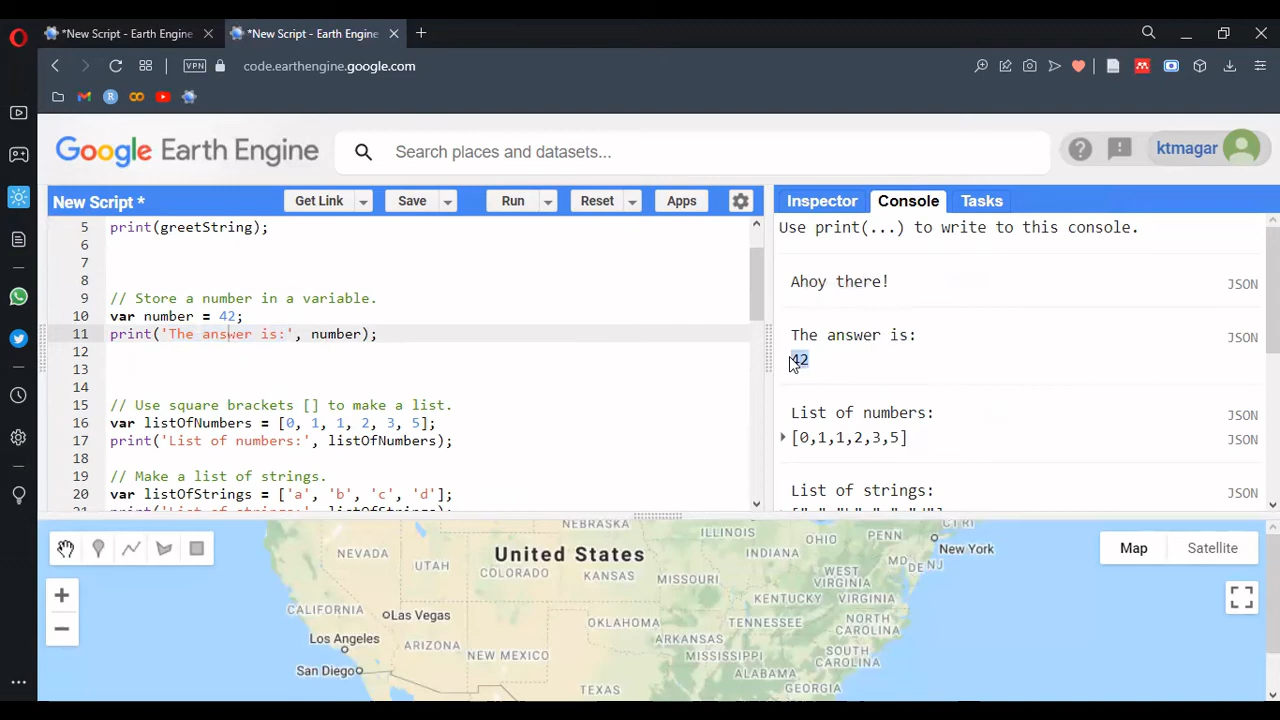 *New Script - Earth Engine
*New Script - Earth Engine
VPN
code.earthengine.google.com
Google Earth Engine
Search places and datasets...
ktmagar
New Script *
Get Link
Save
Run
Reset
Apps
Inspector
Console
Tasks
5 print(greetString);
6
7
8
9 // Store a number in a variable.
10 var number = 42;
11 print('The answer is:', number);
12
13
14
15 // Use square brackets [] to make a list.
16 var listOfNumbers = [0, 1, 1, 2, 3, 5];
17 print('List of numbers:', listOfNumbers);
18
19 // Make a list of strings.
20 var listOfStrings = ['a', 'b', 'c', 'd'];
Use print(...) to write to this console.
Ahoy there!
JSON
The answer is:
JSON
42
List of numbers:
JSON
[0,1,1,2,3,5]
JSON
List of strings:
JSON
Map
Satellite
United States
NEBRASKA
ILLINOIS
OHIO
PENN
CT
RI
New York
NEVADA
UTAH
COLORADO
KANSAS
MISSOURI
INDIANA
MD
DE
NJ
WEST VIRGINIA
KENTUCKY
VIRGINIA
CALIFORNIA
Las Vegas
OKLAHOMA
TENNESSEE
NORTH CAROLINA
Los Angeles
ARIZONA
NEW MEXICO
ARKANSAS
MISSISSIPPI
SOUTH CAROLINA
San Diego
ALABAMA
TEXAS
GEORGIA